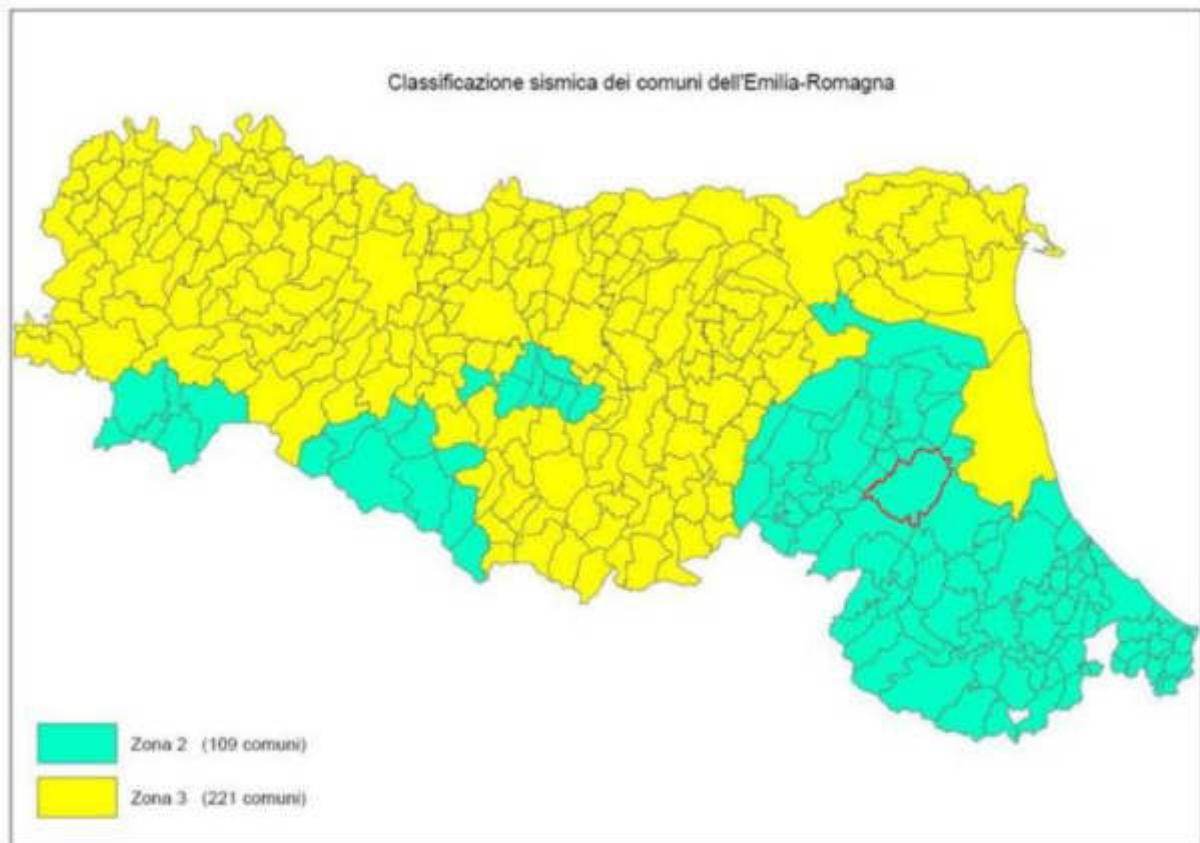 Classificazione sismica dei comuni dell'Emilia-Romagna
Zona 2 (109 comuni)
Zona 3 (221 comuni)